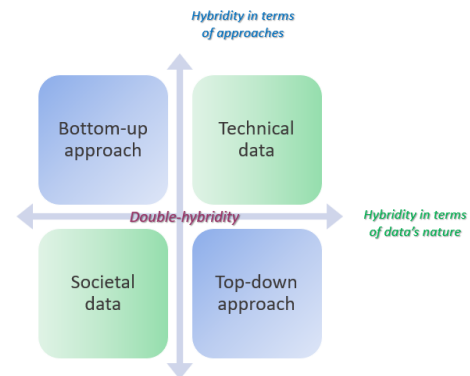 Hybridity in terms
of approaches
Bottom-up
approach
Technical
data
Double-hybridity
Hybridity in terms
of data's nature
Societal
data
Top-down
approach